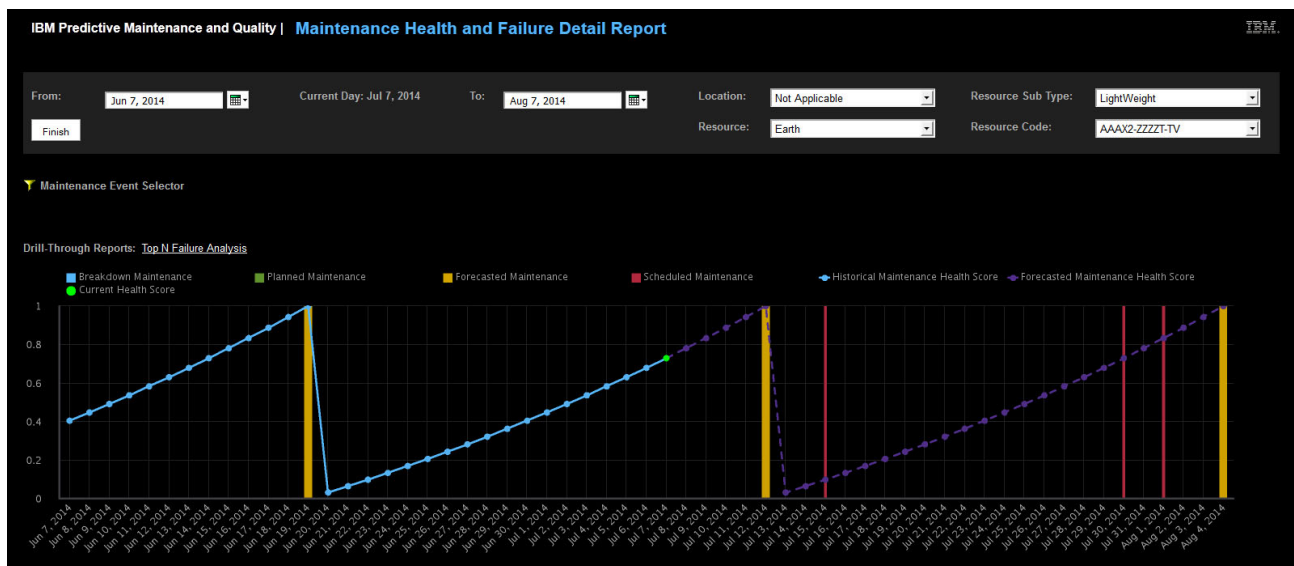 IBM Predictive Maintenance and Quality | Maintenance Health and Failure Detail Report
IBM.
From: Jun 7, 2014 Current Day: Jul 7, 2014 To: Aug 7, 2014 Location: Not Applicable Resource Sub Type: LightWeight
Finish Resource: Earth Resource Code: AAAX2-ZZZZT-TV
Maintenance Event Selector
Drill-Through Reports: Top N Failure Analysis
Breakdown Maintenance Planned Maintenance Forecasted Maintenance Scheduled Maintenance Historical Maintenance Health Score Forecasted Maintenance Health Score
Current Health Score
1
0.8
0.6
0.4
0.2
0
Jun 7, 2014 Jun 8, 2014 Jun 9, 2014 Jun 10, 2014 Jun 11, 2014 Jun 12, 2014 Jun 13, 2014 Jun 14, 2014 Jun 15, 2014 Jun 16, 2014 Jun 17, 2014 Jun 18, 2014 Jun 19, 2014 Jun 20, 2014 Jun 21, 2014 Jun 22, 2014 Jun 23, 2014 Jun 24, 2014 Jun 25, 2014 Jun 26, 2014 Jun 27, 2014 Jun 28, 2014 Jun 29, 2014 Jun 30, 2014 Jul 1, 2014 Jul 2, 2014 Jul 3, 2014 Jul 4, 2014 Jul 5, 2014 Jul 6, 2014 Jul 7, 2014 Jul 8, 2014 Jul 9, 2014 Jul 10, 2014 Jul 11, 2014 Jul 12, 2014 Jul 13, 2014 Jul 14, 2014 Jul 15, 2014 Jul 16, 2014 Jul 17, 2014 Jul 18, 2014 Jul 19, 2014 Jul 20, 2014 Jul 21, 2014 Jul 22, 2014 Jul 23, 2014 Jul 24, 2014 Jul 25, 2014 Jul 26, 2014 Jul 27, 2014 Jul 28, 2014 Jul 29, 2014 Jul 30, 2014 Jul 31, 2014 Aug 1, 2014 Aug 2, 2014 Aug 3, 2014 Aug 4, 2014